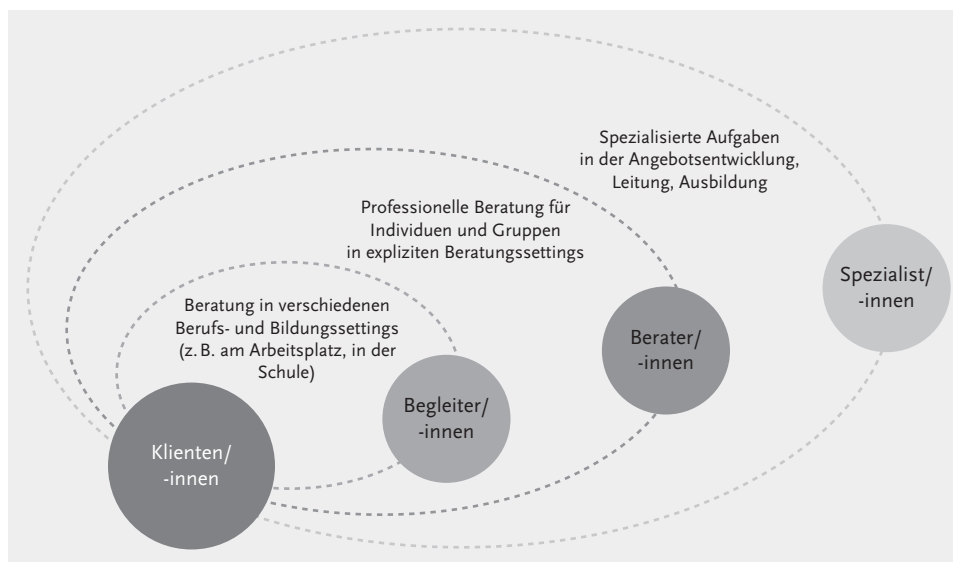 Spezialisierte Aufgaben
in der Angebotsentwicklung,
Leitung, Ausbildung
Professionelle Beratung für
Individuen und Gruppen
in expliziten Beratungssettings
Spezialist/
-innen
Beratung in verschiedenen
Berufs- und Bildungssettings
(z. B. am Arbeitsplatz, in der
Schule)
Berater/
-innen
Begleiter/
-innen
Klienten/
-innen